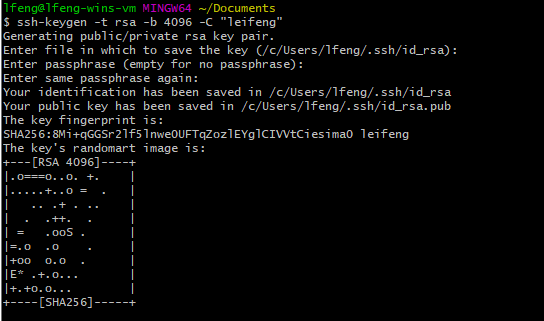 lfeng@lfeng-wins-vm MINGW64 ~/Documents
$ ssh-keygen -t rsa -b 4096 -C "leifeng"
Generating public/private rsa key pair.
Enter file in which to save the key (/c/Users/lfeng/.ssh/id_rsa):
Enter passphrase (empty for no passphrase):
Enter same passphrase again:
Your identification has been saved in /c/Users/lfeng/.ssh/id_rsa
Your public key has been saved in /c/Users/lfeng/.ssh/id_rsa.pub
The key fingerprint is:
SHA256:8Mi+qGGSr2lf5lnweOUFTqZozlEYglCIVVtCiesimaO leifeng
The key's randomart image is:
+---[RSA 4096]----+
|.o===o..o. +.    |
|.....+..o =  .   |
|   .. .+ . ..    |
|  .  .++.  .     |
| =   .ooS .      |
|=.o  .o    .     |
|+oo  o.o  .      |
|E* .+.o...       |
|+.+o.o...        |
+----[SHA256]-----+